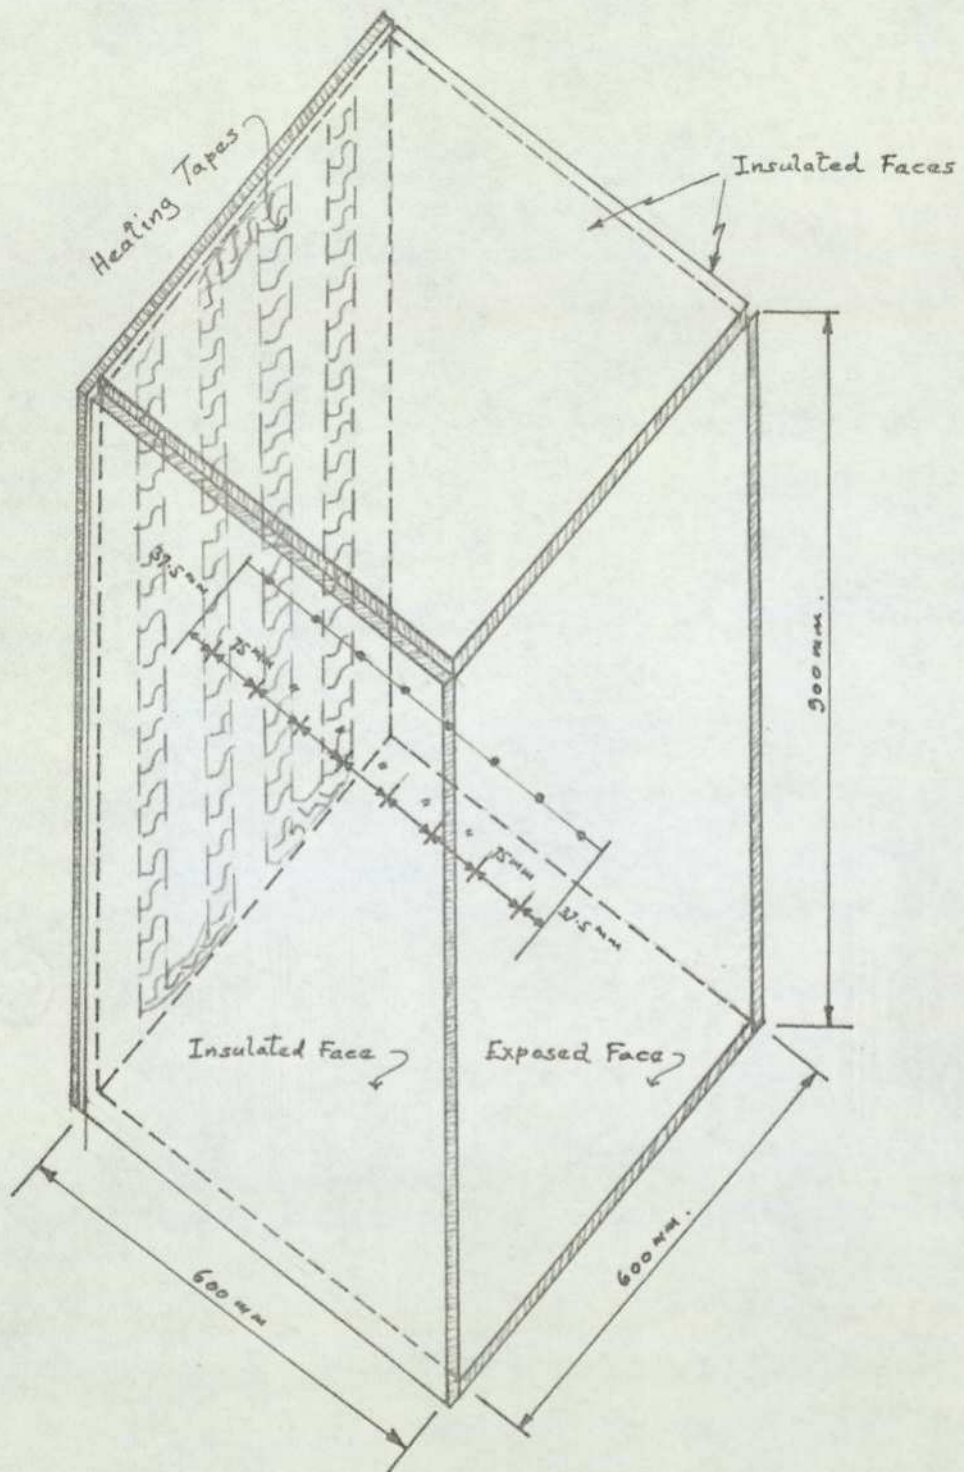 Heating Tapes
Insulated Faces
37.5 mm
75 mm
"
"
"
"
"
75 mm
37.5 mm
900 mm.
Insulated Face
Exposed Face
600 mm
600 mm.